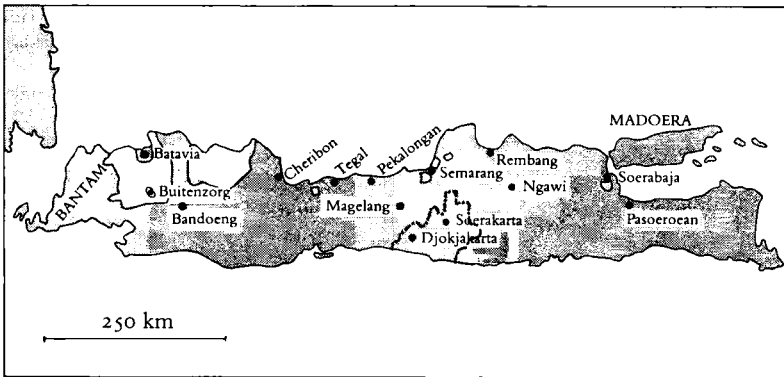 MADOERA
Batavia
BANTAM
Buitenzorg
Bandoeng
Cheribon
Tegal
Pekalongan
Semarang
Rembang
Ngawi
Magelang
Soerakarta
Djokjakarta
Soerabaja
Pasoeroean
250 km